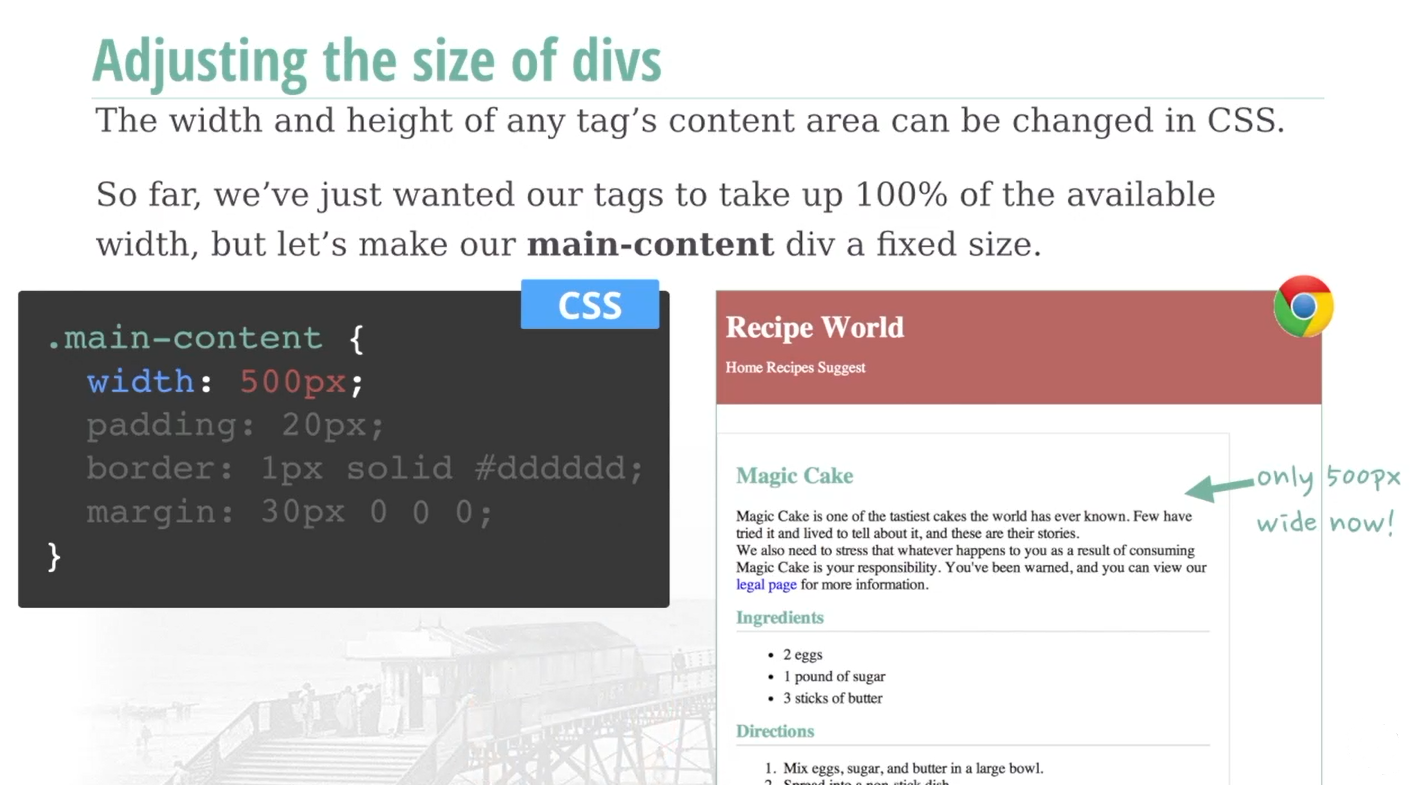 Adjusting the size of divs
The width and height of any tag’s content area can be changed in CSS.
So far, we’ve just wanted our tags to take up 100% of the available
width, but let’s make our main-content div a fixed size.
CSS
.main-content {
width: 500px;
padding: 20px;
border: 1px solid #dddddd;
margin: 30px 0 0 0;
}
Recipe World
Home Recipes Suggest
Magic Cake
Magic Cake is one of the tastiest cakes the world has ever known. Few have
tried it and lived to tell about it, and these are their stories.
We also need to stress that whatever happens to you as a result of consuming
Magic Cake is your responsibility. You've been warned, and you can view our
legal page for more information.
Ingredients
• 2 eggs
• 1 pound of sugar
• 3 sticks of butter
Directions
1. Mix eggs, sugar, and butter in a large bowl.
2. Spread into a non-stick dish
only 500px
wide now!